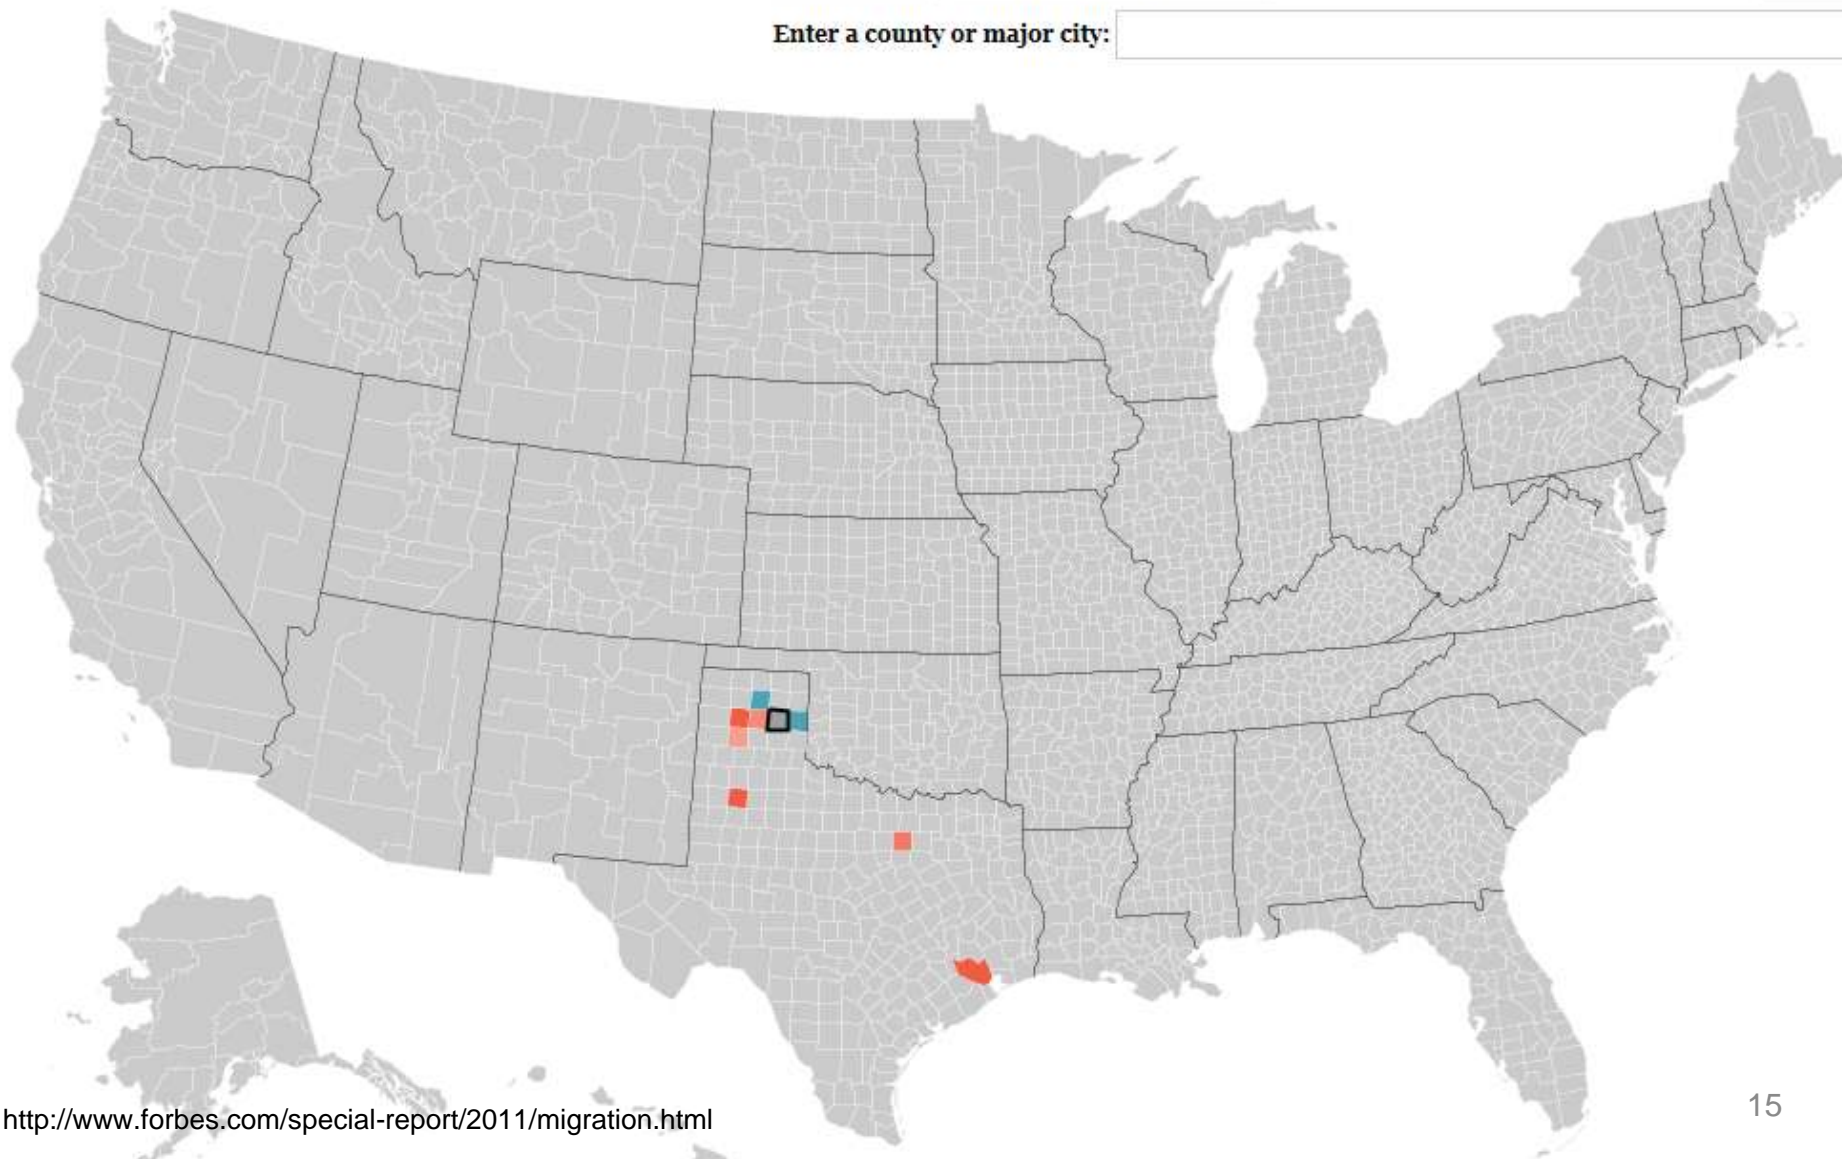 Enter a county or major city:
http://www.forbes.com/special-report/2011/migration.html
15